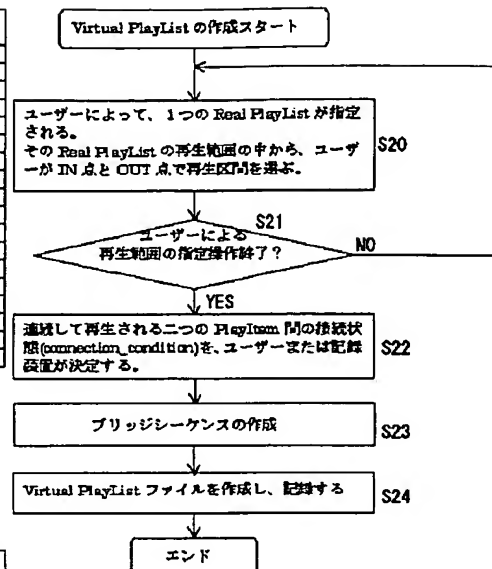 Virtual PlayList の作成スタート
ユーザーによって、1つの Real PlayList が指定
される。
その Real PlayList の再生範囲の中から、ユーザ
ーが IN 点と OUT 点で再生区間を選ぶ。
S20
S21
ユーザーによる
再生範囲の指定操作終了？
NO
YES
連続して再生される二つの PlayItem 間の接続状
態(connection_condition)を、ユーザーまたは記録
装置が決定する。
S22
ブリッジシーケンスの作成
S23
Virtual PlayList ファイルを作成し、記録する
S24
エンド